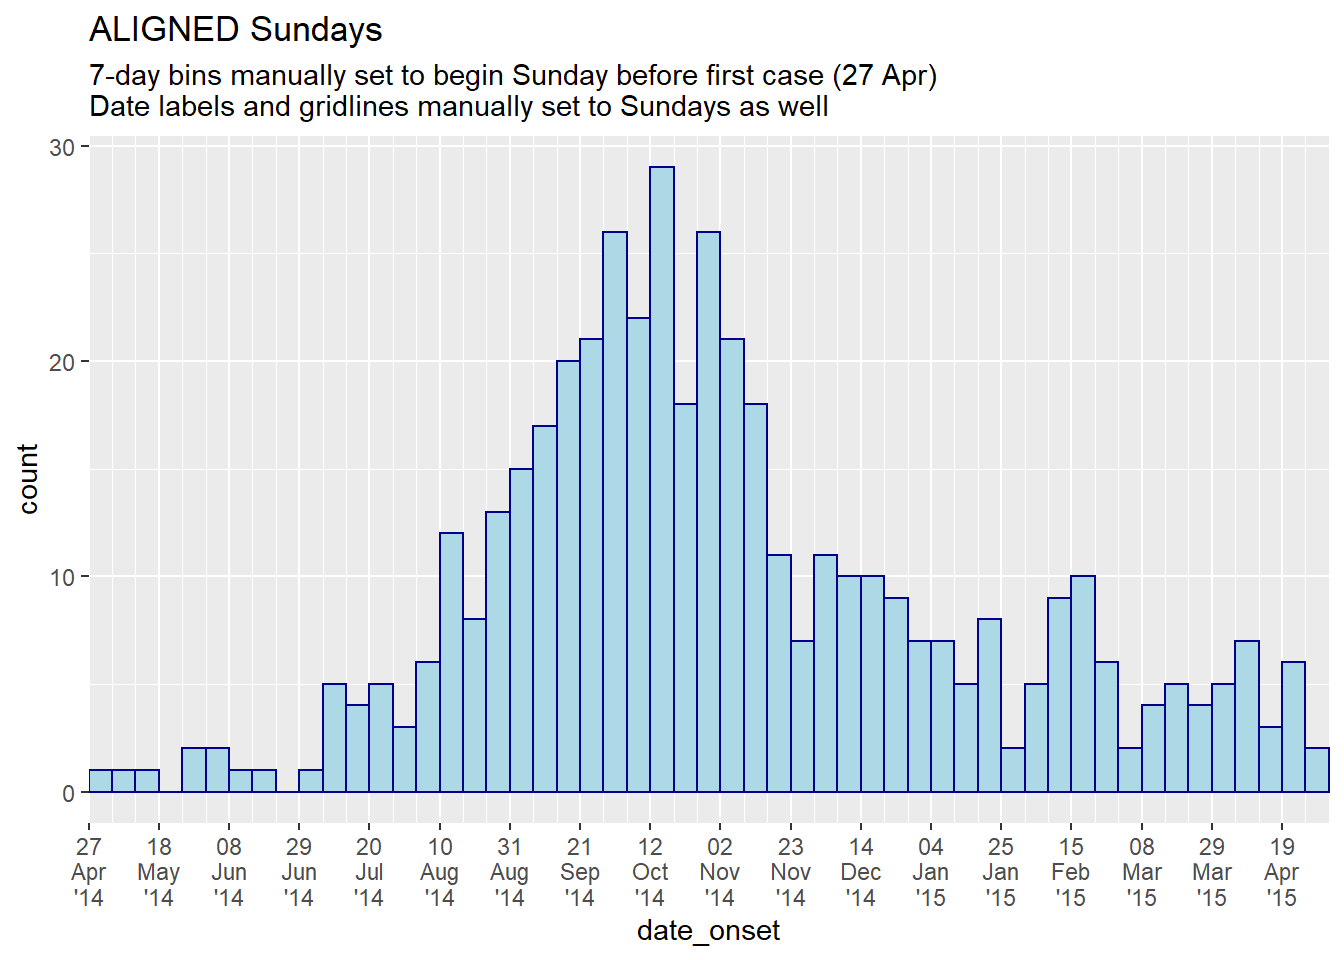 ALIGNED Sundays
7-day bins manually set to begin Sunday before first case (27 Apr)
Date labels and gridlines manually set to Sundays as well
30
20
10
0
count
27 18 08 29 20 10 31 21 12 02 23 14 04 25 15 08 29 19
Apr May Jun Jun Jul Aug Aug Sep Oct Nov Nov Dec Jan Jan Feb Mar Mar Apr
'14 '14 '14 '14 '14 '14 '14 '14 '14 '14 '14 '14 '15 '15 '15 '15 '15 '15
date_onset